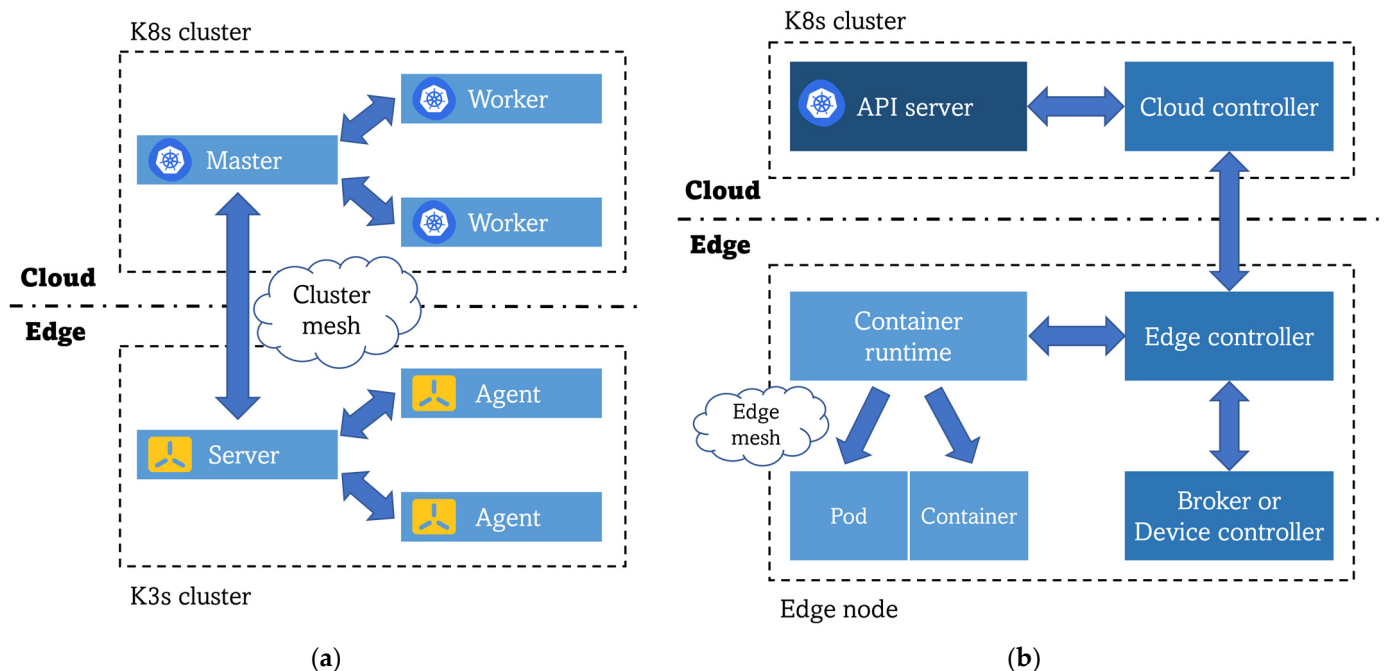 K8s cluster
Worker
Master
Worker
Cloud
Cluster
mesh
Edge
Agent
Server
Agent
K3s cluster
(a)
K8s cluster
API server
Cloud controller
Cloud
Edge
Container
runtime
Edge controller
Edge
mesh
Pod
Container
Broker or
Device controller
Edge node
(b)